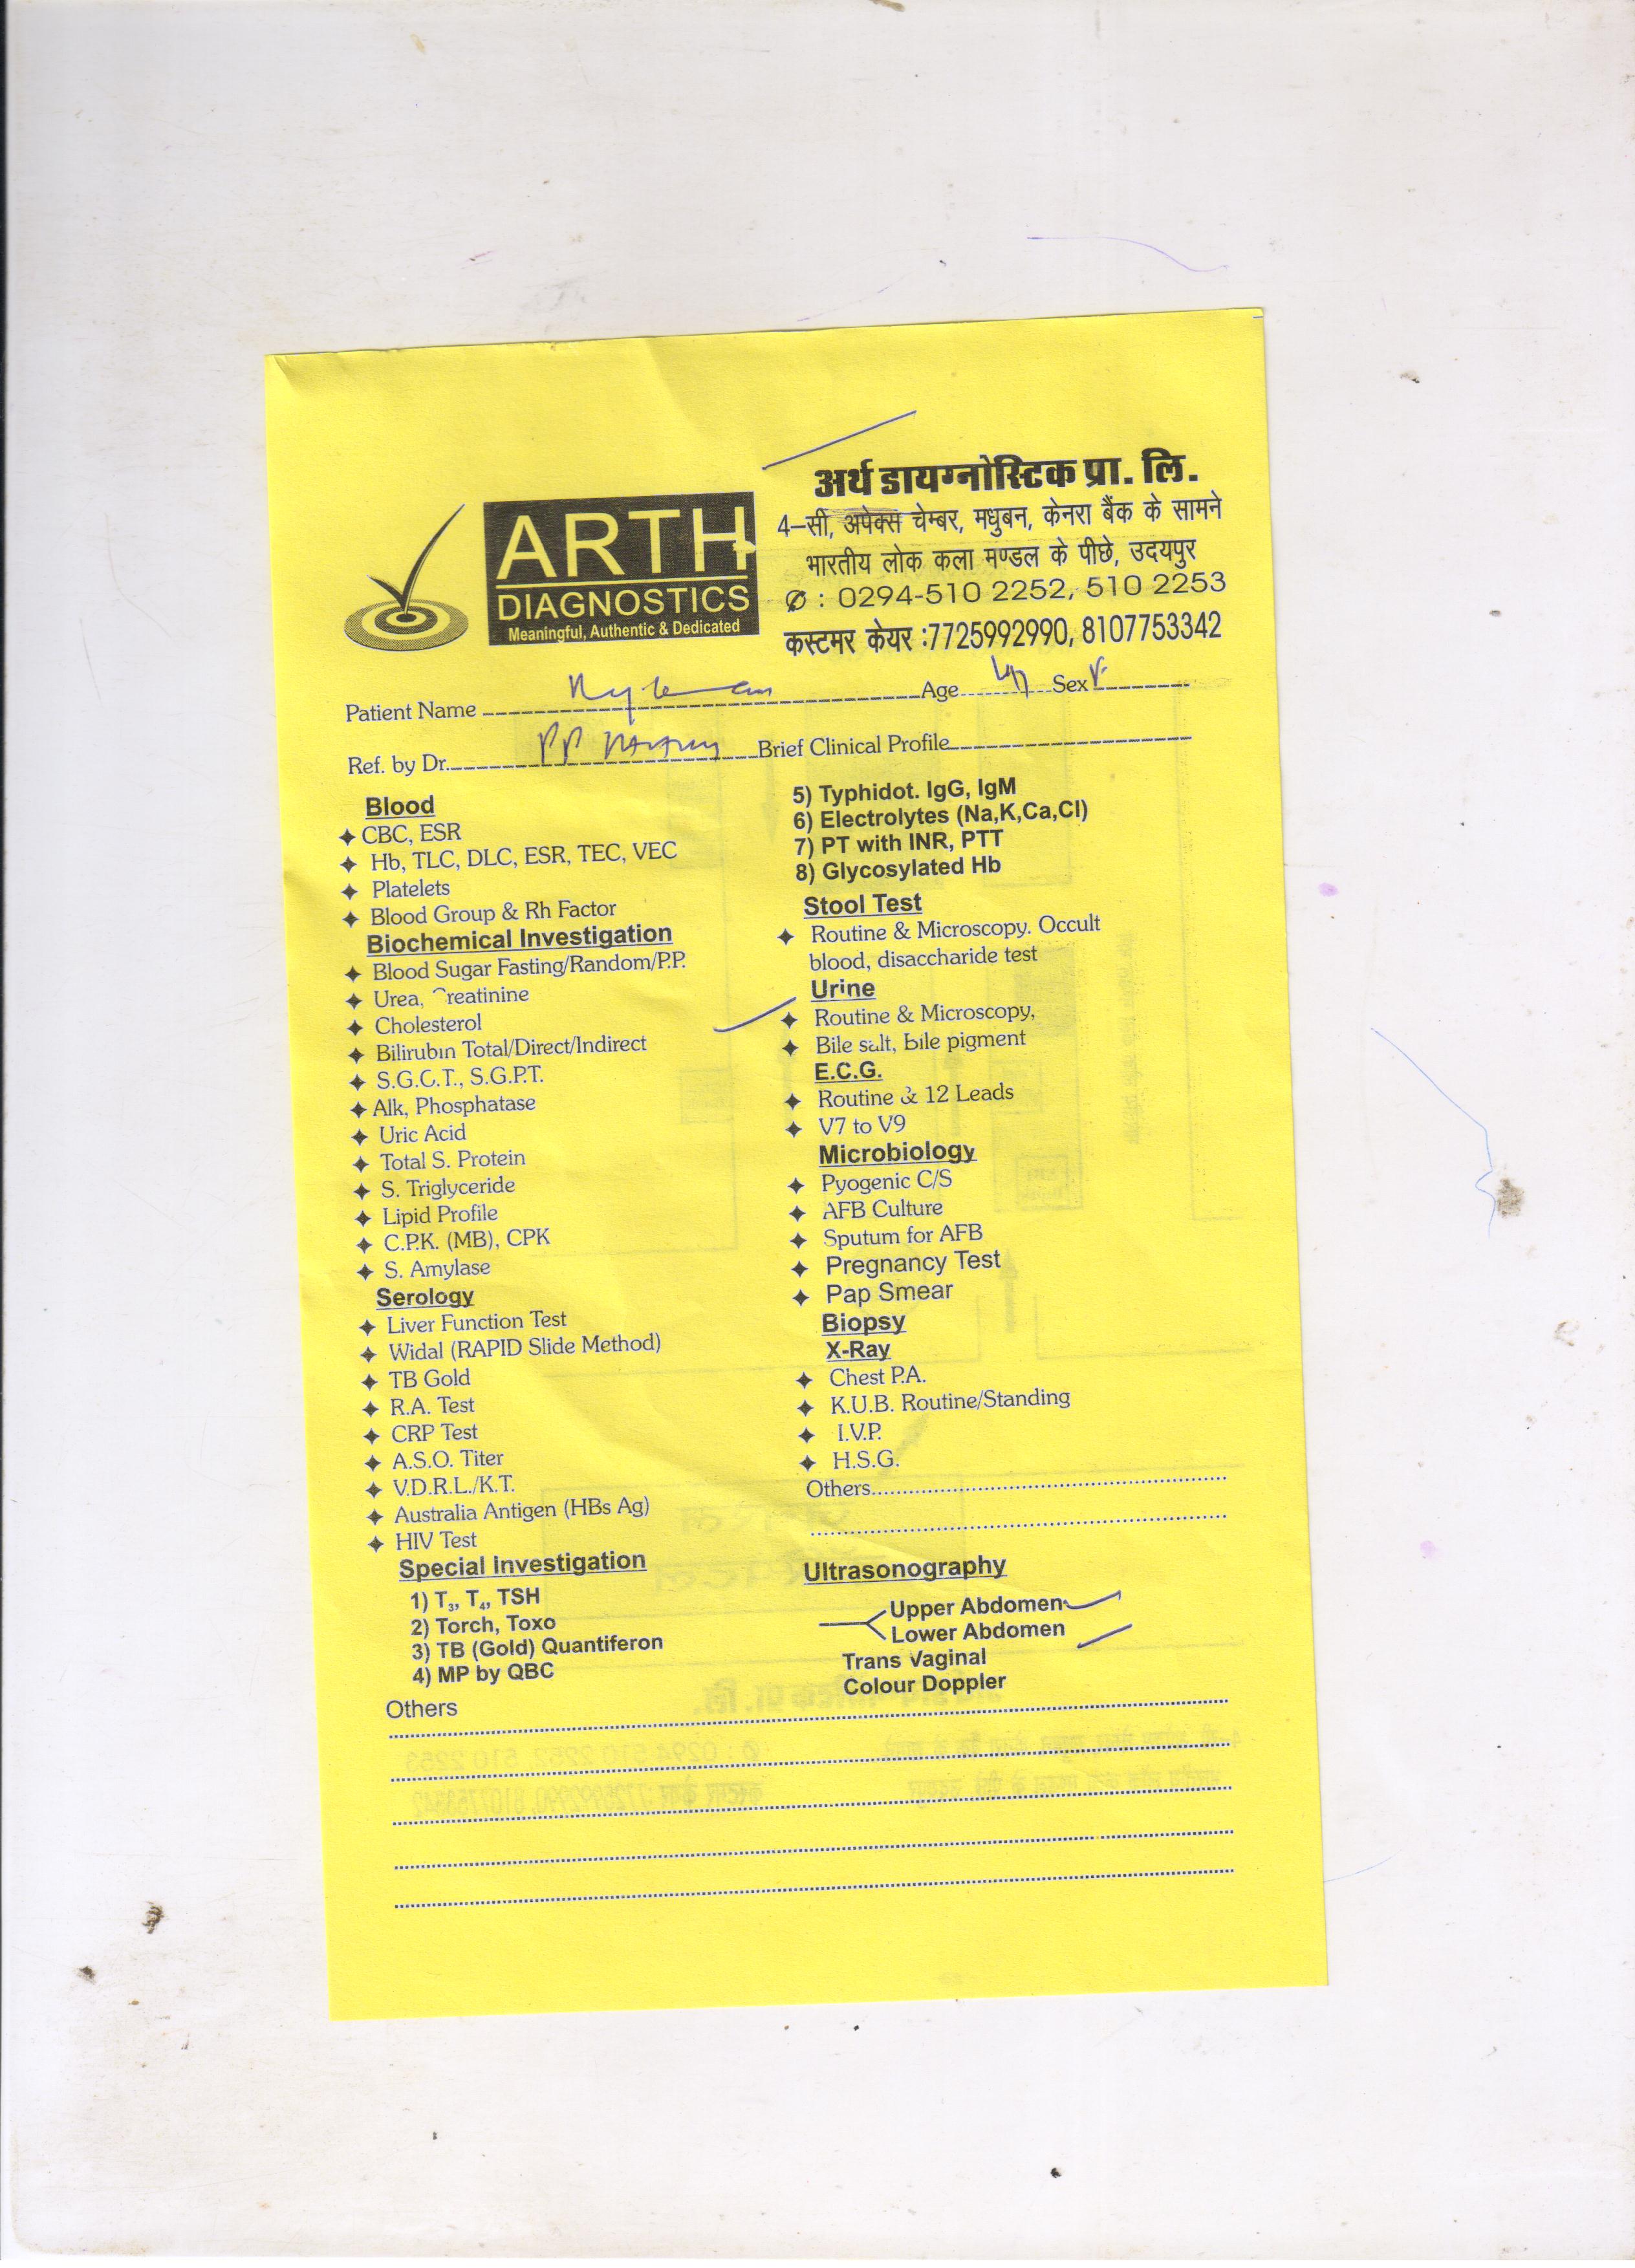 अर्थ डायग्नोस्टिक प्रा. लि.
4-सी, अपेक्स चेम्बर, मधुबन, केनरा बैंक के सामने
भारतीय लोक कला मण्डल के पीछे, उदयपुर
✆ : 0294-510 2252, 510 2253
कस्टमर केयर :7725992990, 8107753342
ARTH
DIAGNOSTICS
Meaningful, Authentic & Dedicated
Patient Name Age Sex
Ref. by Dr. Brief Clinical Profile
Blood
CBC, ESR
Hb, TLC, DLC, ESR, TEC, VEC
Platelets
Blood Group & Rh Factor
Biochemical Investigation
Blood Sugar Fasting/Random/P.P.
Urea, Creatinine
Cholesterol
Bilirubin Total/Direct/Indirect
S.G.O.T., S.G.P.T.
Alk, Phosphatase
Uric Acid
Total S. Protein
S. Triglyceride
Lipid Profile
C.P.K. (MB), CPK
S. Amylase
Serology
Liver Function Test
Widal (RAPID Slide Method)
TB Gold
R.A. Test
CRP Test
A.S.O. Titer
V.D.R.L./K.T.
Australia Antigen (HBs Ag)
HIV Test
Special Investigation
1) T3, T4, TSH
2) Torch, Toxo
3) TB (Gold) Quantiferon
4) MP by QBC
5) Typhidot. IgG, IgM
6) Electrolytes (Na,K,Ca,Cl)
7) PT with INR, PTT
8) Glycosylated Hb
Stool Test
Routine & Microscopy. Occult
blood, disaccharide test
Urine
Routine & Microscopy,
Bile salt, bile pigment
E.C.G.
Routine & 12 Leads
V7 to V9
Microbiology
Pyogenic C/S
AFB Culture
Sputum for AFB
Pregnancy Test
Pap Smear
Biopsy
X-Ray
Chest P.A.
K.U.B. Routine/Standing
I.V.P.
H.S.G.
Others
Ultrasonography
Upper Abdomen
Lower Abdomen
Trans Vaginal
Colour Doppler
Others